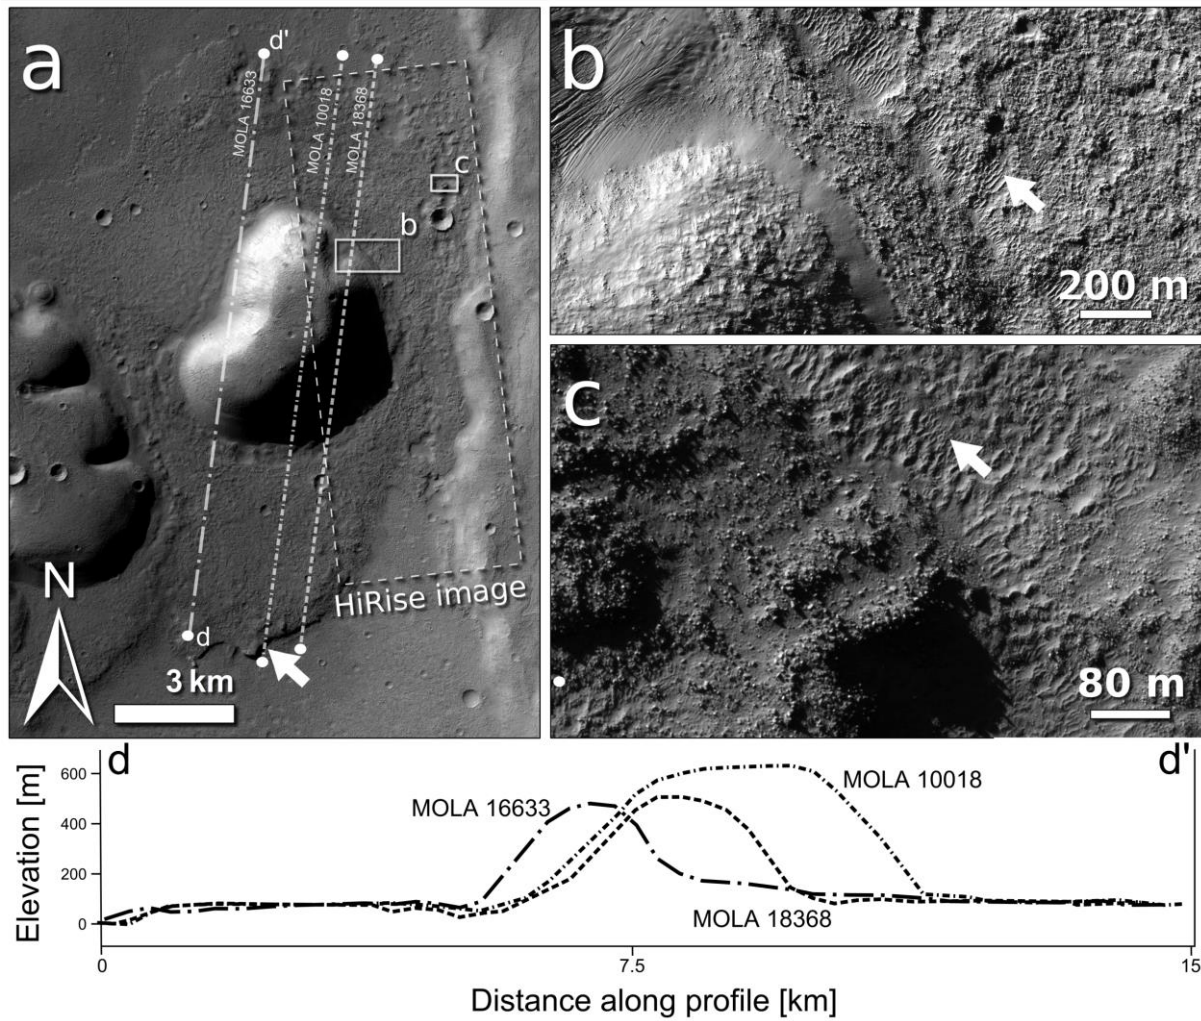 a
d'
MOLA 16633
MOLA 10018
MOLA 18368
c
b
HiRise image
d
N
3 km
b
200 m
c
80 m
d
d'
Elevation [m]
600
400
200
0
MOLA 16633
MOLA 10018
MOLA 18368
0
7.5
15
Distance along profile [km]